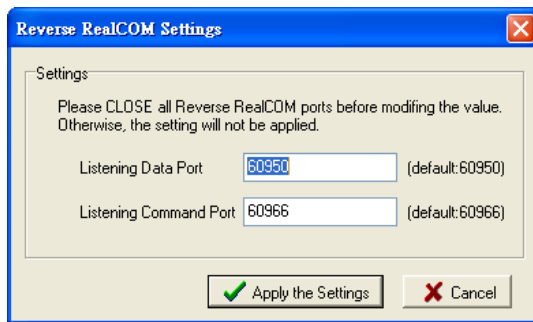 Reverse RealCOM Settings
Settings
Please CLOSE all Reverse RealCOM ports before modifing the value.
Otherwise, the setting will not be applied.
Listening Data Port 60950 (default:60950)
Listening Command Port 60966 (default:60966)
Apply the Settings Cancel